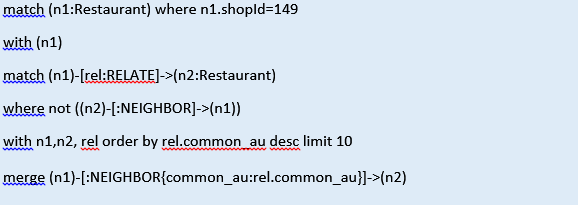 match (n1:Restaurant) where n1.shopId=149
with (n1)
match (n1)-[rel:RELATE]->(n2:Restaurant)
where not ((n2)-[:NEIGHBOR]->(n1))
with n1,n2, rel order by rel.common_au desc limit 10
merge (n1)-[:NEIGHBOR{common_au:rel.common_au}]->(n2)